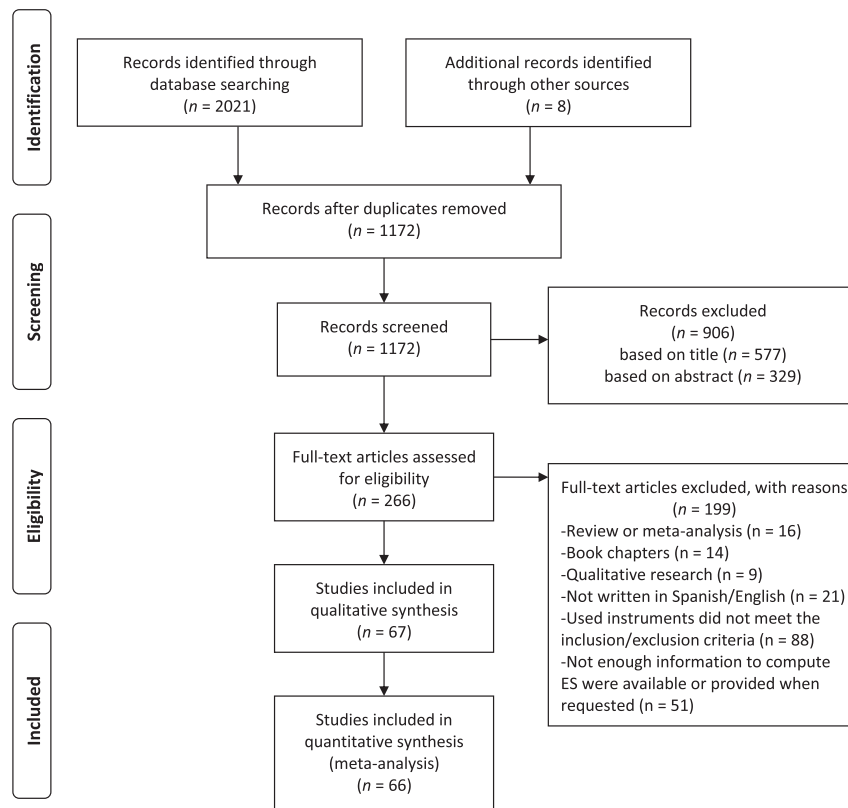 Identification
Records identified through
database searching
(n = 2021)
Additional records identified
through other sources
(n = 8)
Records after duplicates removed
(n = 1172)
Screening
Records screened
(n = 1172)
Records excluded
(n = 906)
based on title (n = 577)
based on abstract (n = 329)
Eligibility
Full-text articles assessed
for eligibility
(n = 266)
Full-text articles excluded, with reasons
(n = 199)
-Review or meta-analysis (n = 16)
-Book chapters (n = 14)
-Qualitative research (n = 9)
-Not written in Spanish/English (n = 21)
-Used instruments did not meet the
inclusion/exclusion criteria (n = 88)
-Not enough information to compute
ES were available or provided when
requested (n = 51)
Studies included in
qualitative synthesis
(n = 67)
Included
Studies included in
quantitative synthesis
(meta-analysis)
(n = 66)